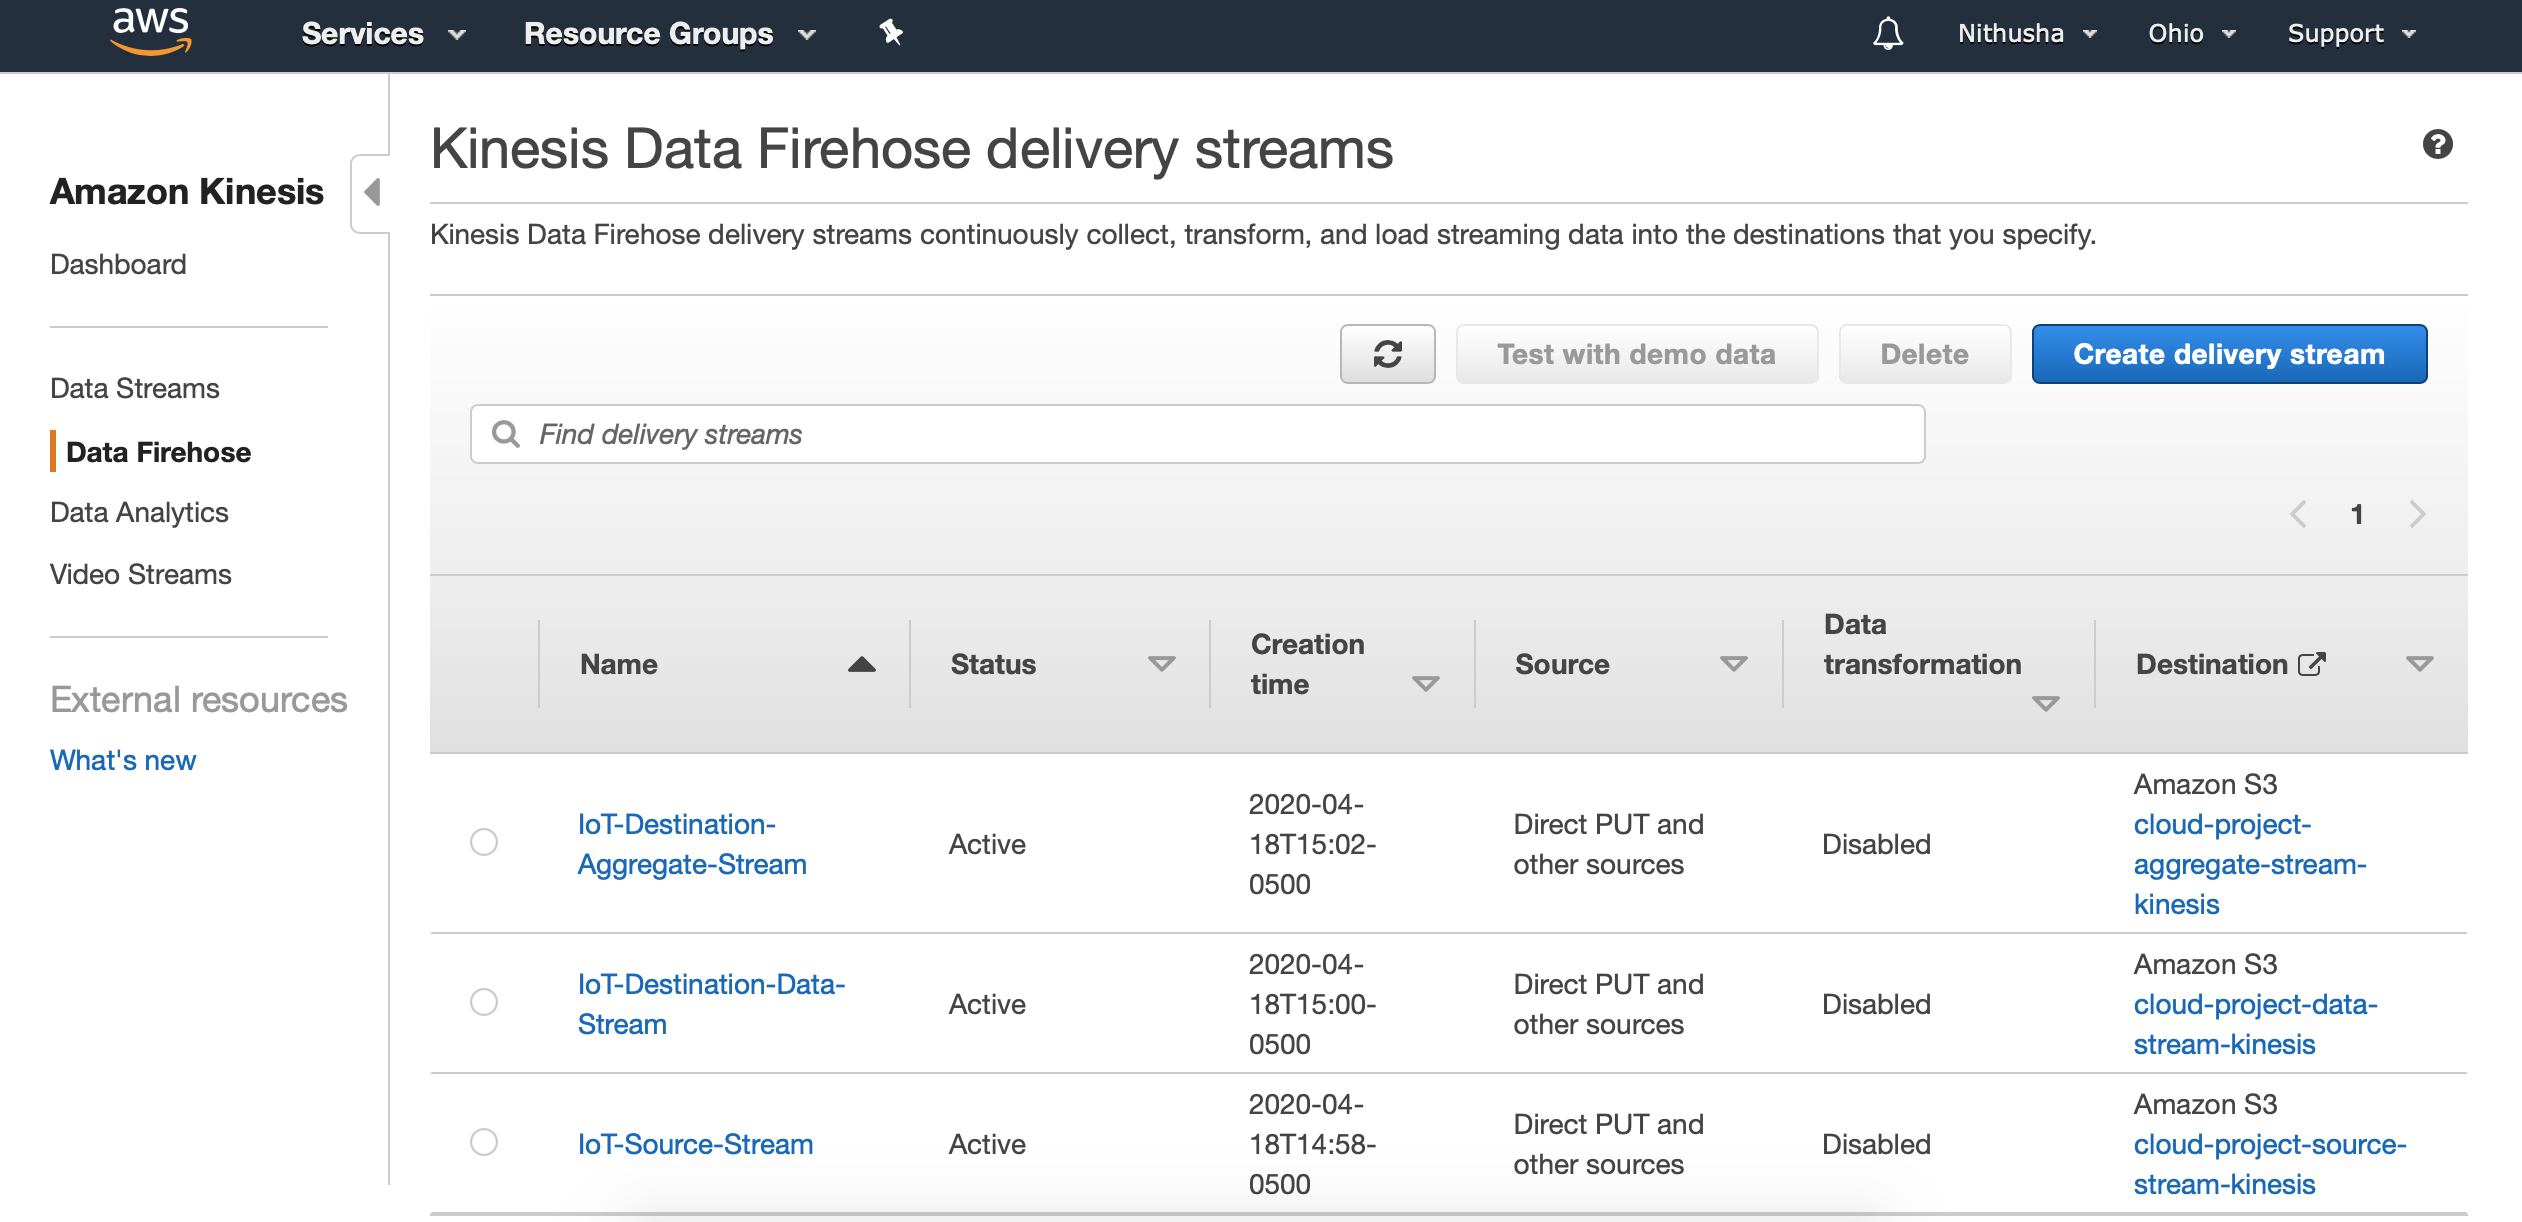 aws
Services
Resource Groups
Nithusha
Ohio
Support
Amazon Kinesis
Dashboard
Data Streams
Data Firehose
Data Analytics
Video Streams
External resources
What's new
Kinesis Data Firehose delivery streams
Kinesis Data Firehose delivery streams continuously collect, transform, and load streaming data into the destinations that you specify.
Test with demo data
Delete
Create delivery stream
Find delivery streams
1
Name
Status
Creation
time
Source
Data
transformation
Destination
IoT-Destination-
Aggregate-Stream
Active
2020-04-
18T15:02-
0500
Direct PUT and
other sources
Disabled
Amazon S3
cloud-project-
aggregate-stream-
kinesis
IoT-Destination-Data-
Stream
Active
2020-04-
18T15:00-
0500
Direct PUT and
other sources
Disabled
Amazon S3
cloud-project-data-
stream-kinesis
IoT-Source-Stream
Active
2020-04-
18T14:58-
0500
Direct PUT and
other sources
Disabled
Amazon S3
cloud-project-source-
stream-kinesis